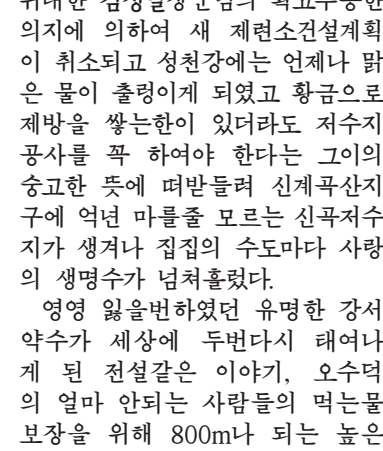 위대한 김정일장군님의 확고부동한
의지에 의하여 새 제련소건설계획
이 취소되고 성천강에는 언제나 맑
은 물이 출렁이게 되였고 황금으로
제방을 쌓는한이 있더라도 저수지
공사를 꼭 하여야 한다는 그이의
숭고한 뜻에 떠받들려 신계곡산지
구에 억년 마를줄 모르는 신곡저수
지가 생겨나 집집의 수도마다 사랑
의 생명수가 넘쳐흘렀다.
영영 잃을번하였던 유명한 강서
약수가 세상에 두번다시 태여나
게 된 전설같은 이야기, 오수덕
의 얼마 안되는 사람들의 먹는물
보장을 위해 800m나 되는 높은